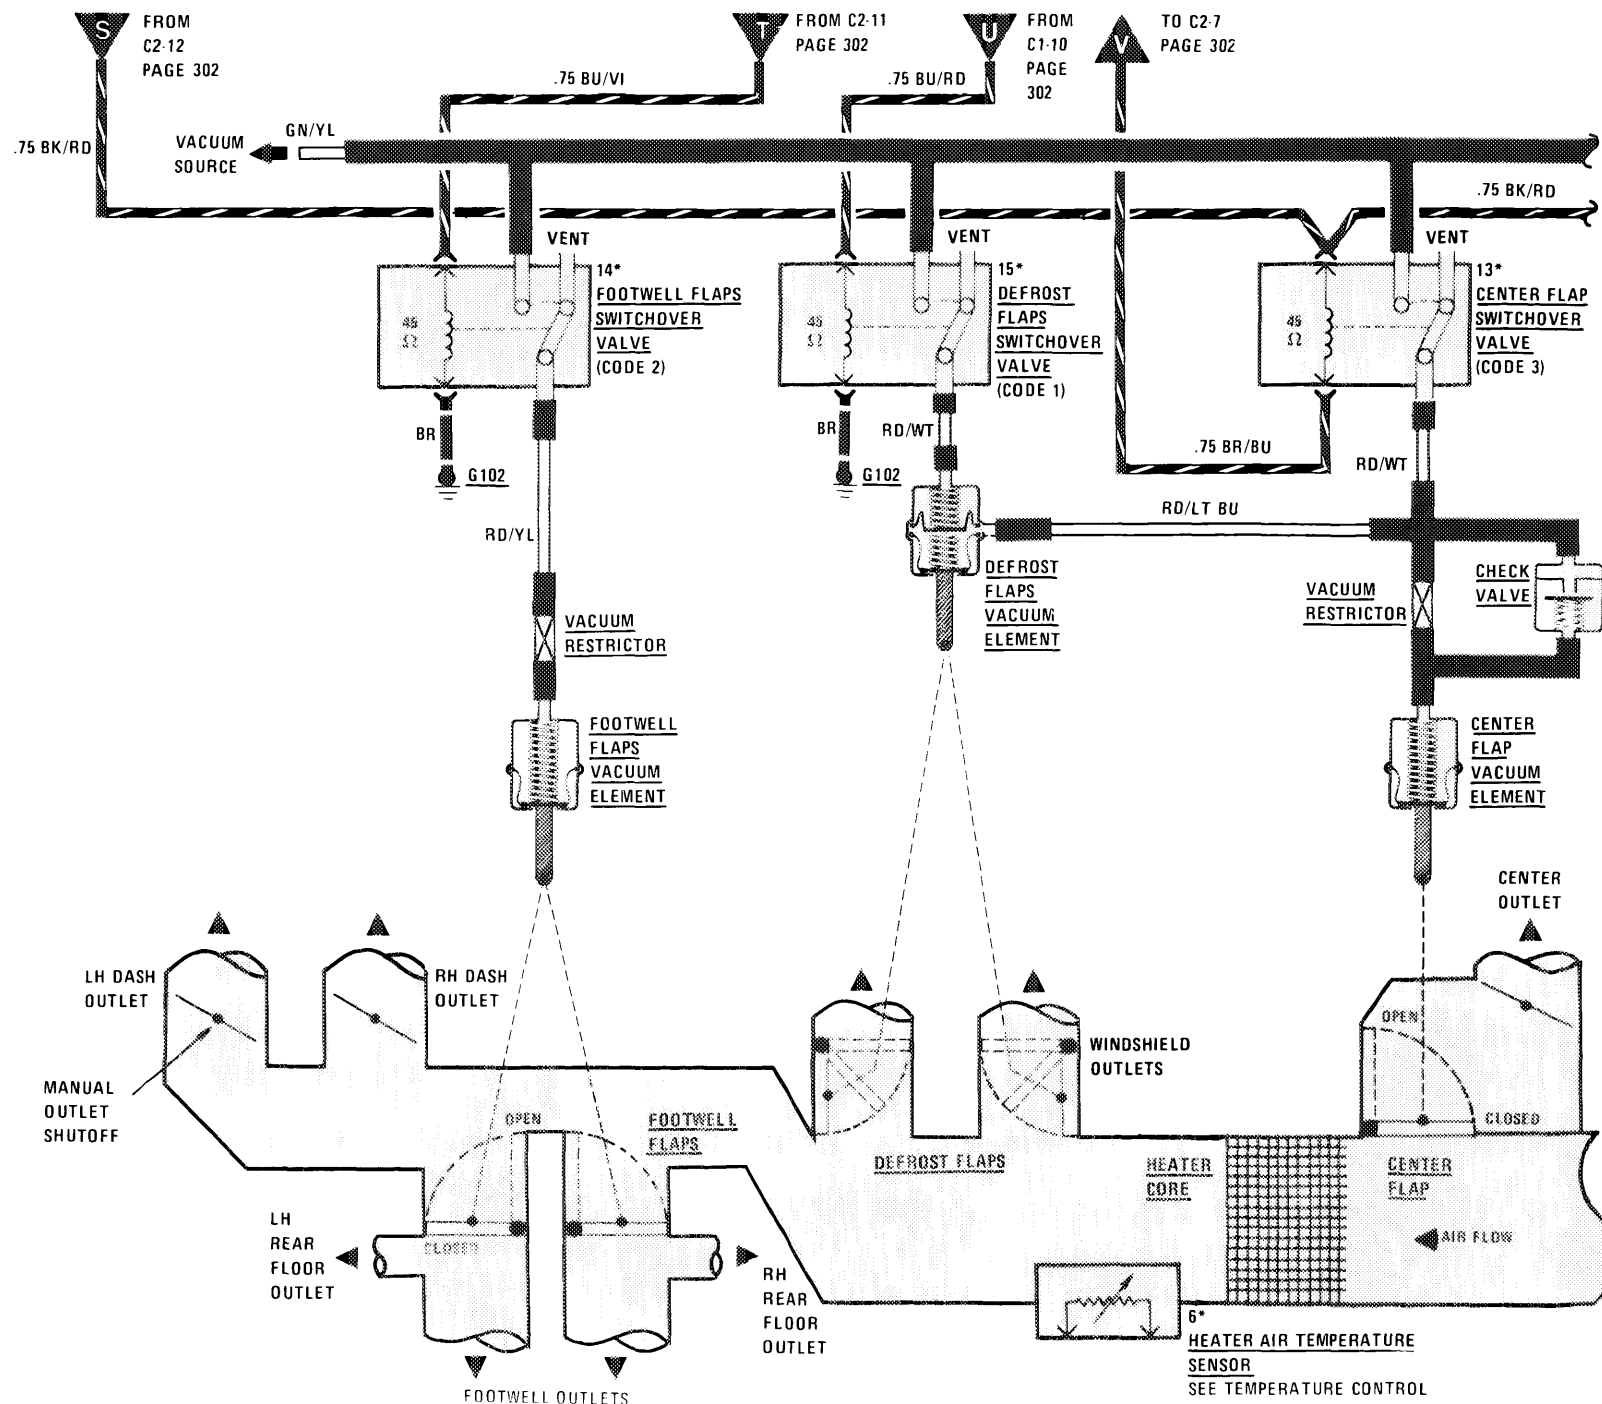 S
FROM
C2-12
PAGE 302
T
FROM C2-11
PAGE 302
U
FROM
C1-10
PAGE
302
V
TO C2-7
PAGE 302
.75 BU/VI
.75 BU/RD
.75 BK/RD
VACUUM
SOURCE
GN/YL
.75 BK/RD
VENT
VENT
VENT
45
Ω
14*
FOOTWELL FLAPS
SWITCHOVER
VALVE
(CODE 2)
45
Ω
15*
DEFROST
FLAPS
SWITCHOVER
VALVE
(CODE 1)
45
Ω
13*
CENTER FLAP
SWITCHOVER
VALVE
(CODE 3)
BR
G102
BR
G102
RD/WT
.75 BR/BU
RD/WT
RD/YL
RD/LT BU
DEFROST
FLAPS
VACUUM
ELEMENT
CHECK
VALVE
VACUUM
RESTRICTOR
VACUUM
RESTRICTOR
FOOTWELL
FLAPS
VACUUM
ELEMENT
CENTER
FLAP
VACUUM
ELEMENT
CENTER
OUTLET
LH DASH
OUTLET
RH DASH
OUTLET
OPEN
WINDSHIELD
OUTLETS
MANUAL
OUTLET
SHUTOFF
OPEN
FOOTWELL
FLAPS
CLOSED
DEFROST FLAPS
HEATER
CORE
CENTER
FLAP
AIR FLOW
CLOSED
LH
REAR
FLOOR
OUTLET
RH
REAR
FLOOR
OUTLET
6*
HEATER AIR TEMPERATURE
SENSOR
SEE TEMPERATURE CONTROL
FOOTWELL OUTLETS